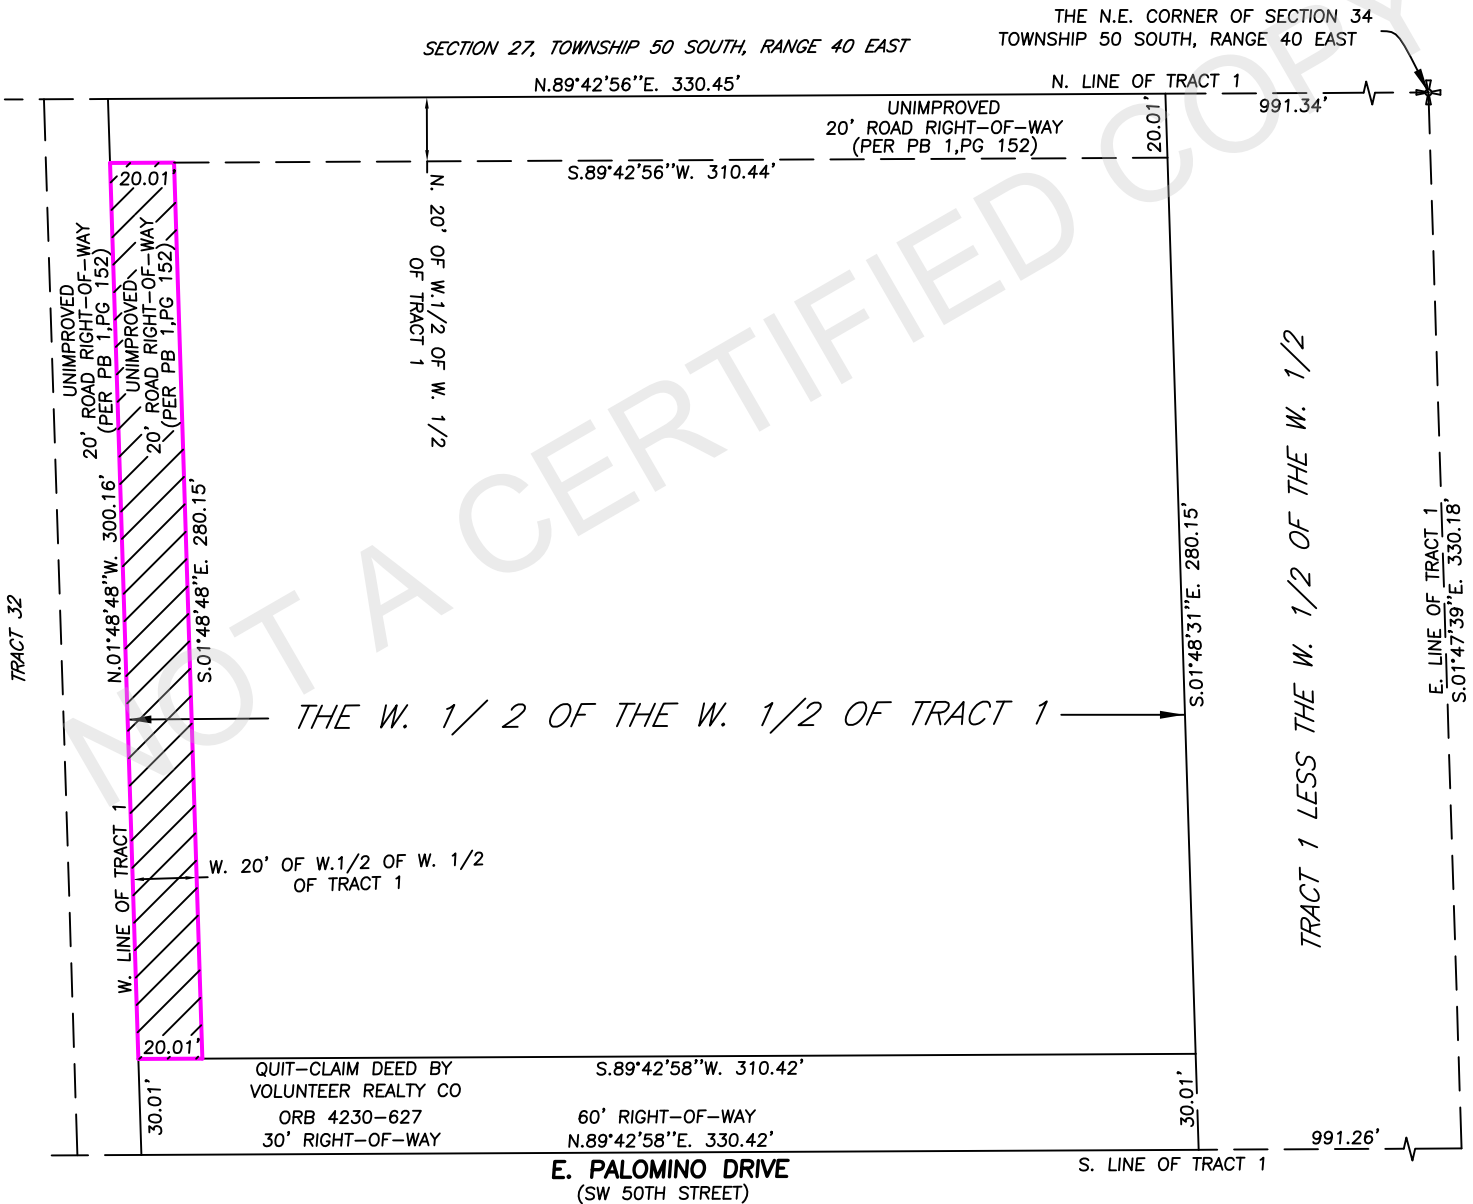 THE N.E. CORNER OF SECTION 34
TOWNSHIP 50 SOUTH, RANGE 40 EAST
SECTION 27, TOWNSHIP 50 SOUTH, RANGE 40 EAST
N.89°42'56"E. 330.45'
N. LINE OF TRACT 1
991.34'
UNIMPROVED
20' ROAD RIGHT-OF-WAY
(PER PB 1,PG 152)
20.01'
S.89°42'56"W. 310.44'
20.01'
N. 20' OF W.1/2 OF W. 1/2
OF TRACT 1
UNIMPROVED
20' ROAD RIGHT-OF-WAY
(PER PB 1,PG 152)
UNIMPROVED
20' ROAD RIGHT-OF-WAY
(PER PB 1,PG 152)
N.01°48'48"W. 300.16'
S.01°48'48"E. 280.15'
TRACT 32
THE W. 1/ 2 OF THE W. 1/2 OF TRACT 1
S.01°48'31"E. 280.15'
TRACT 1 LESS THE W. 1/2 OF THE W. 1/2
E. LINE OF TRACT 1
S.01°47'39"E. 330.18'
W. LINE OF TRACT 1
W. 20' OF W.1/2 OF W. 1/2
OF TRACT 1
20.01'
30.01'
QUIT-CLAIM DEED BY
VOLUNTEER REALTY CO
ORB 4230-627
30' RIGHT-OF-WAY
S.89°42'58"W. 310.42'
60' RIGHT-OF-WAY
N.89°42'58"E. 330.42'
30.01'
991.26'
E. PALOMINO DRIVE
(SW 50TH STREET)
S. LINE OF TRACT 1
NOT A CERTIFIED COPY